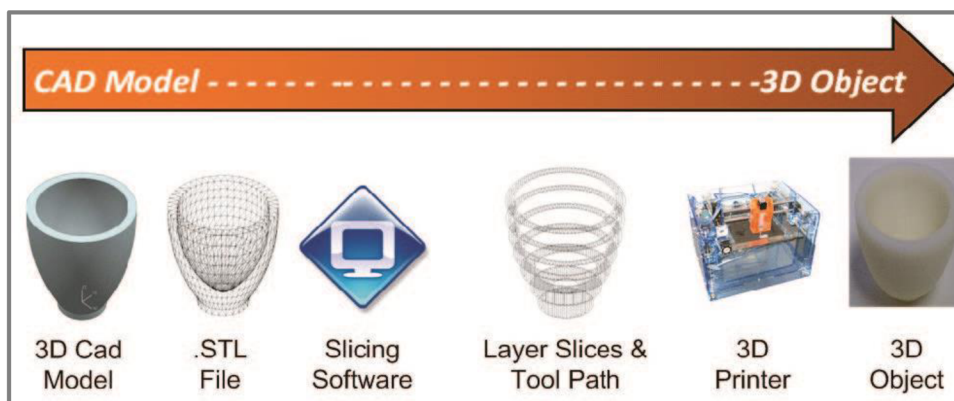 CAD Model - - - - - - -- - - - - - - - - - - - - - - - - - - - - - - - -3D Object
3D Cad
Model
.STL
File
Slicing
Software
Layer Slices &
Tool Path
3D
Printer
3D
Object